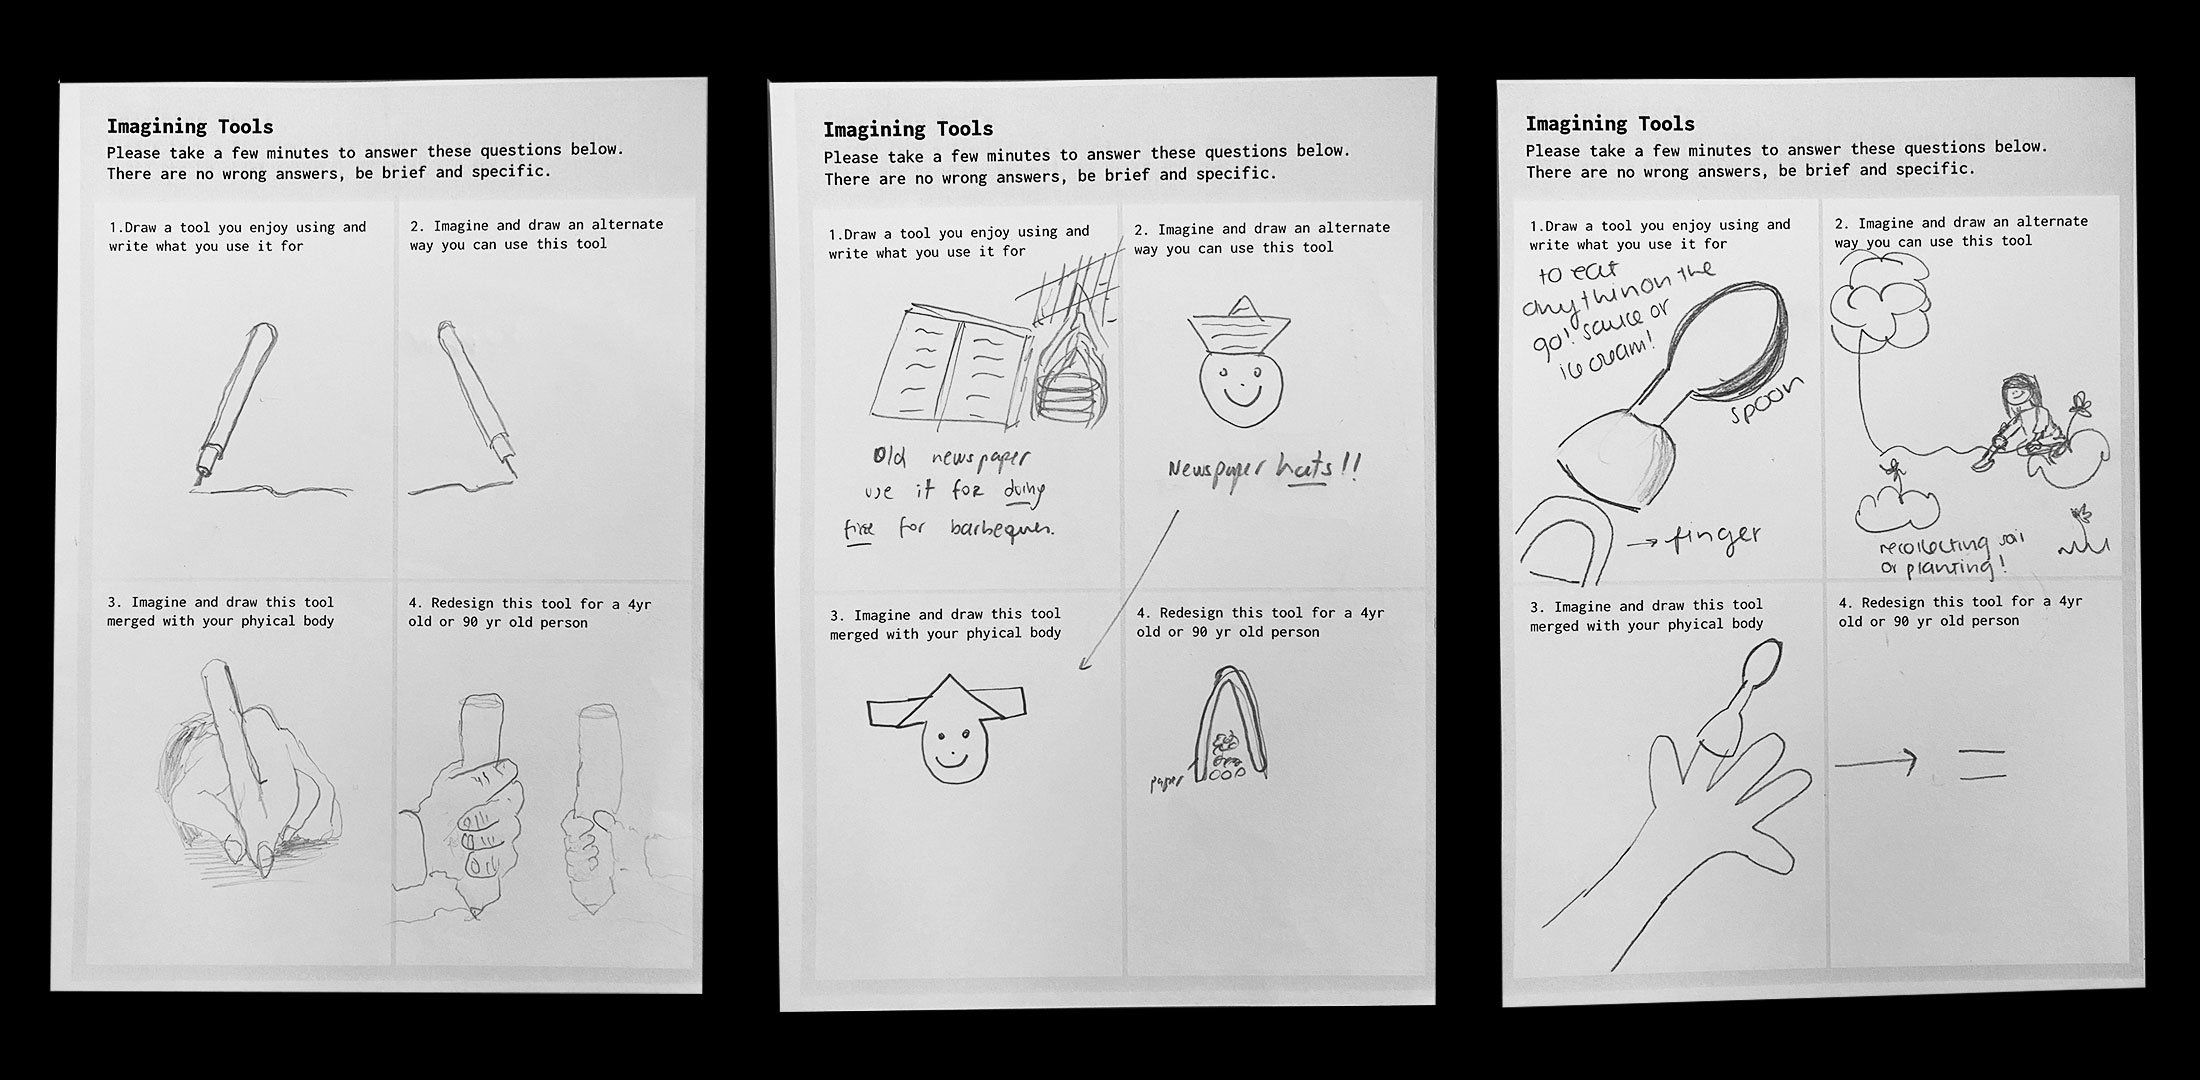 Imagining Tools
Please take a few minutes to answer these questions below.
There are no wrong answers, be brief and specific.
1.Draw a tool you enjoy using and
write what you use it for
2. Imagine and draw an alternate
way you can use this tool
3. Imagine and draw this tool
merged with your phyical body
4. Redesign this tool for a 4yr
old or 90 yr old person
Imagining Tools
Please take a few minutes to answer these questions below.
There are no wrong answers, be brief and specific.
1.Draw a tool you enjoy using and
write what you use it for
Old newspaper
use it for doing
fire for barbeques.
2. Imagine and draw an alternate
way you can use this tool
Newspaper hats!!
3. Imagine and draw this tool
merged with your phyical body
4. Redesign this tool for a 4yr
old or 90 yr old person
paper
Imagining Tools
Please take a few minutes to answer these questions below.
There are no wrong answers, be brief and specific.
1.Draw a tool you enjoy using and
write what you use it for
to eat
anythin on the
go! sauce or
ice cream!
spoon
→ finger
2. Imagine and draw an alternate
way you can use this tool
recollecting soi
or planting!
3. Imagine and draw this tool
merged with your phyical body
4. Redesign this tool for a 4yr
old or 90 yr old person